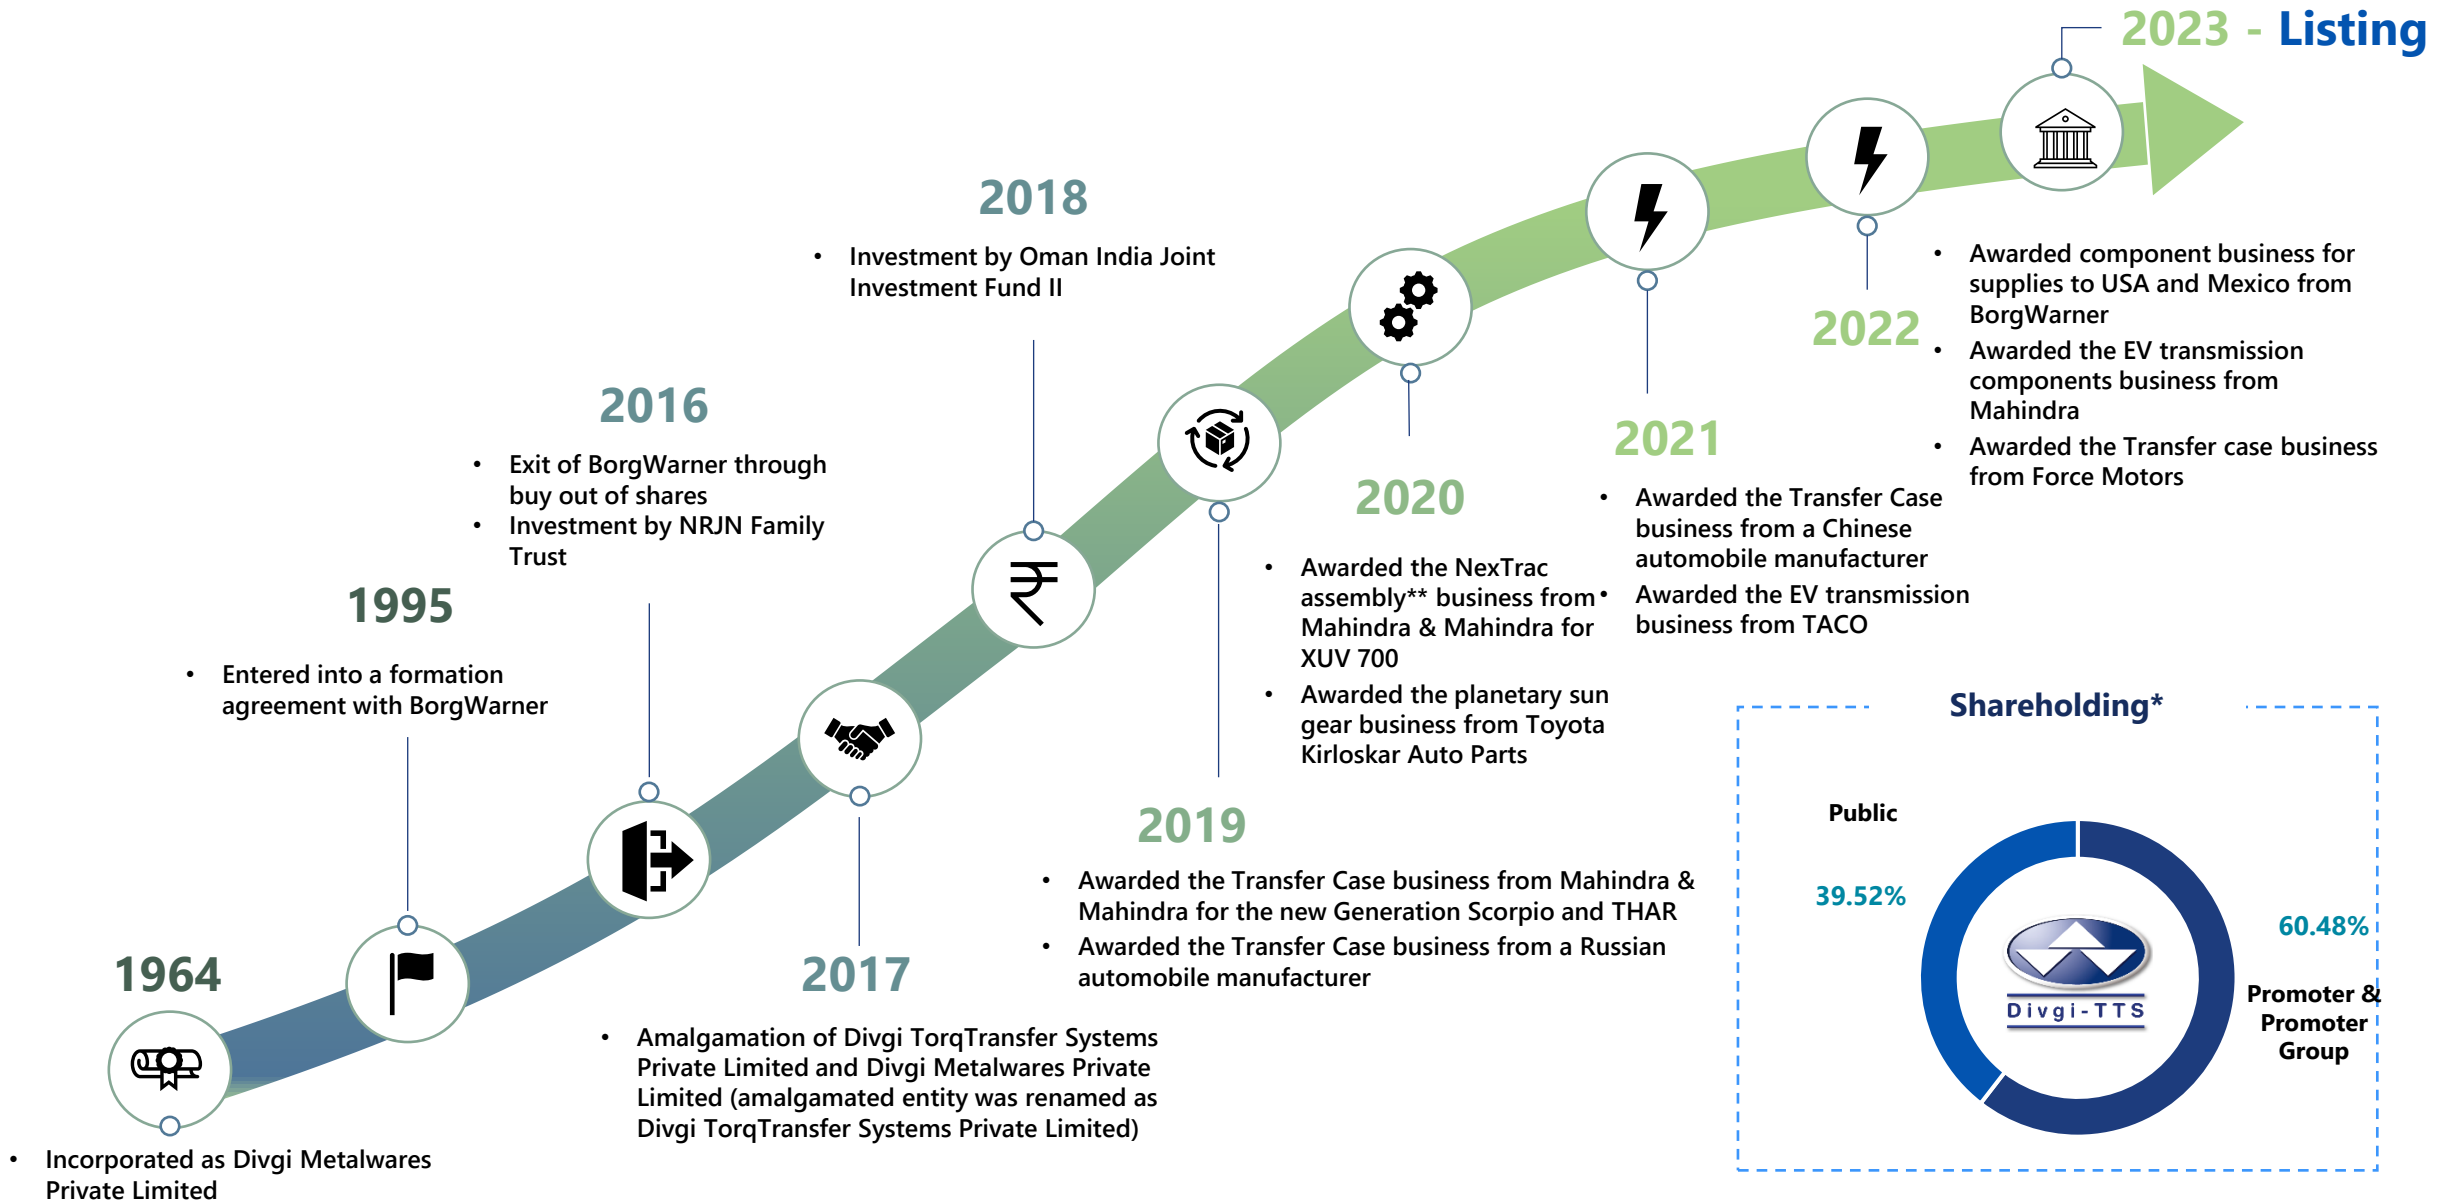 1964
• Incorporated as Divgi Metalwares
Private Limited
1995
• Entered into a formation
agreement with BorgWarner
2016
• Exit of BorgWarner through
buy out of shares
• Investment by NRJN Family
Trust
2017
• Amalgamation of Divgi TorqTransfer Systems
Private Limited and Divgi Metalwares Private
Limited (amalgamated entity was renamed as
Divgi TorqTransfer Systems Private Limited)
2018
• Investment by Oman India Joint
Investment Fund II
2019
• Awarded the Transfer Case business from Mahindra &
Mahindra for the new Generation Scorpio and THAR
• Awarded the Transfer Case business from a Russian
automobile manufacturer
2020
• Awarded the NexTrac
assembly** business from
Mahindra & Mahindra for
XUV 700
• Awarded the planetary sun
gear business from Toyota
Kirloskar Auto Parts
2021
• Awarded the Transfer Case
business from a Chinese
automobile manufacturer
• Awarded the EV transmission
business from TACO
2022
• Awarded component business for
supplies to USA and Mexico from
BorgWarner
• Awarded the EV transmission
components business from
Mahindra
• Awarded the Transfer case business
from Force Motors
2023 - Listing
Shareholding*
Public
39.52%
60.48%
Promoter &
Promoter
Group
Divgi-TTS